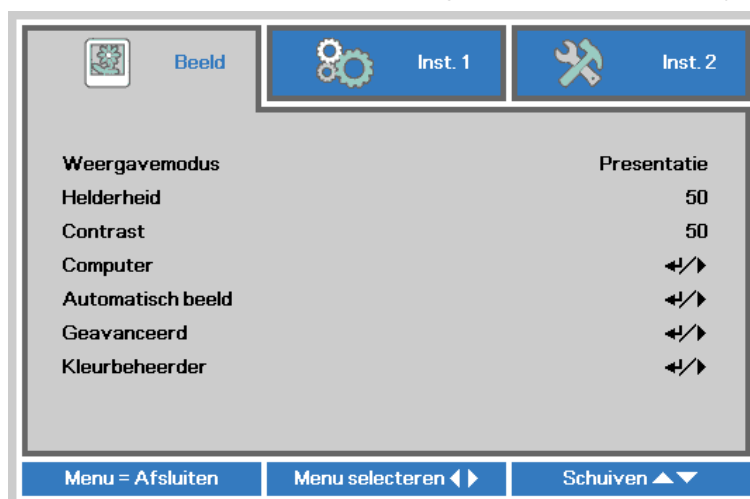 Beeld Inst. 1 Inst. 2
Weergavemodus Presentatie
Helderheid 50
Contrast 50
Computer ↵/▶
Automatisch beeld ↵/▶
Geavanceerd ↵/▶
Kleurbeheerder ↵/▶
Menu = Afsluiten Menu selecteren ◀▶ Schuiven ▲▼